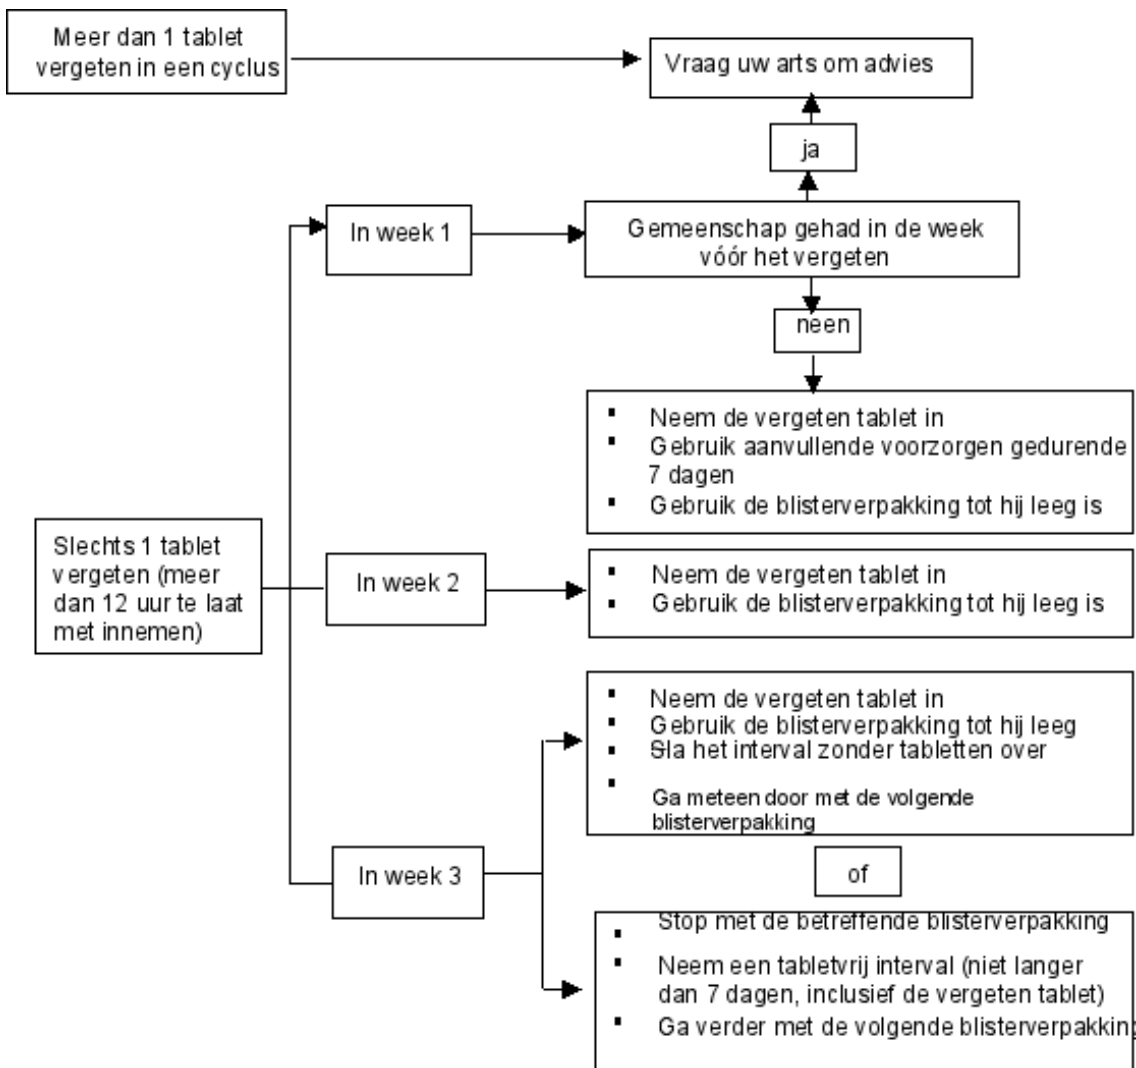 Meer dan 1 tablet
vergeten in een cyclus
Vraag uw arts om advies
ja
In week 1
Gemeenschap gehad in de week
vóór het vergeten
neen
▪ Neem de vergeten tablet in
▪ Gebruik aanvullende voorzorgen gedurende
7 dagen
▪ Gebruik de blisterverpakking tot hij leeg is
Slechts 1 tablet
vergeten (meer
dan 12 uur te laat
met innemen)
In week 2
▪ Neem de vergeten tablet in
▪ Gebruik de blisterverpakking tot hij leeg is
▪ Neem de vergeten tablet in
▪ Gebruik de blisterverpakking tot hij leeg
▪ Sla het interval zonder tabletten over
▪ Ga meteen door met de volgende
blisterverpakking
In week 3
of
▪ Stop met de betreffende blisterverpakking
▪ Neem een tabletvrij interval (niet langer
dan 7 dagen, inclusief de vergeten tablet)
▪ Ga verder met de volgende blisterverpakking